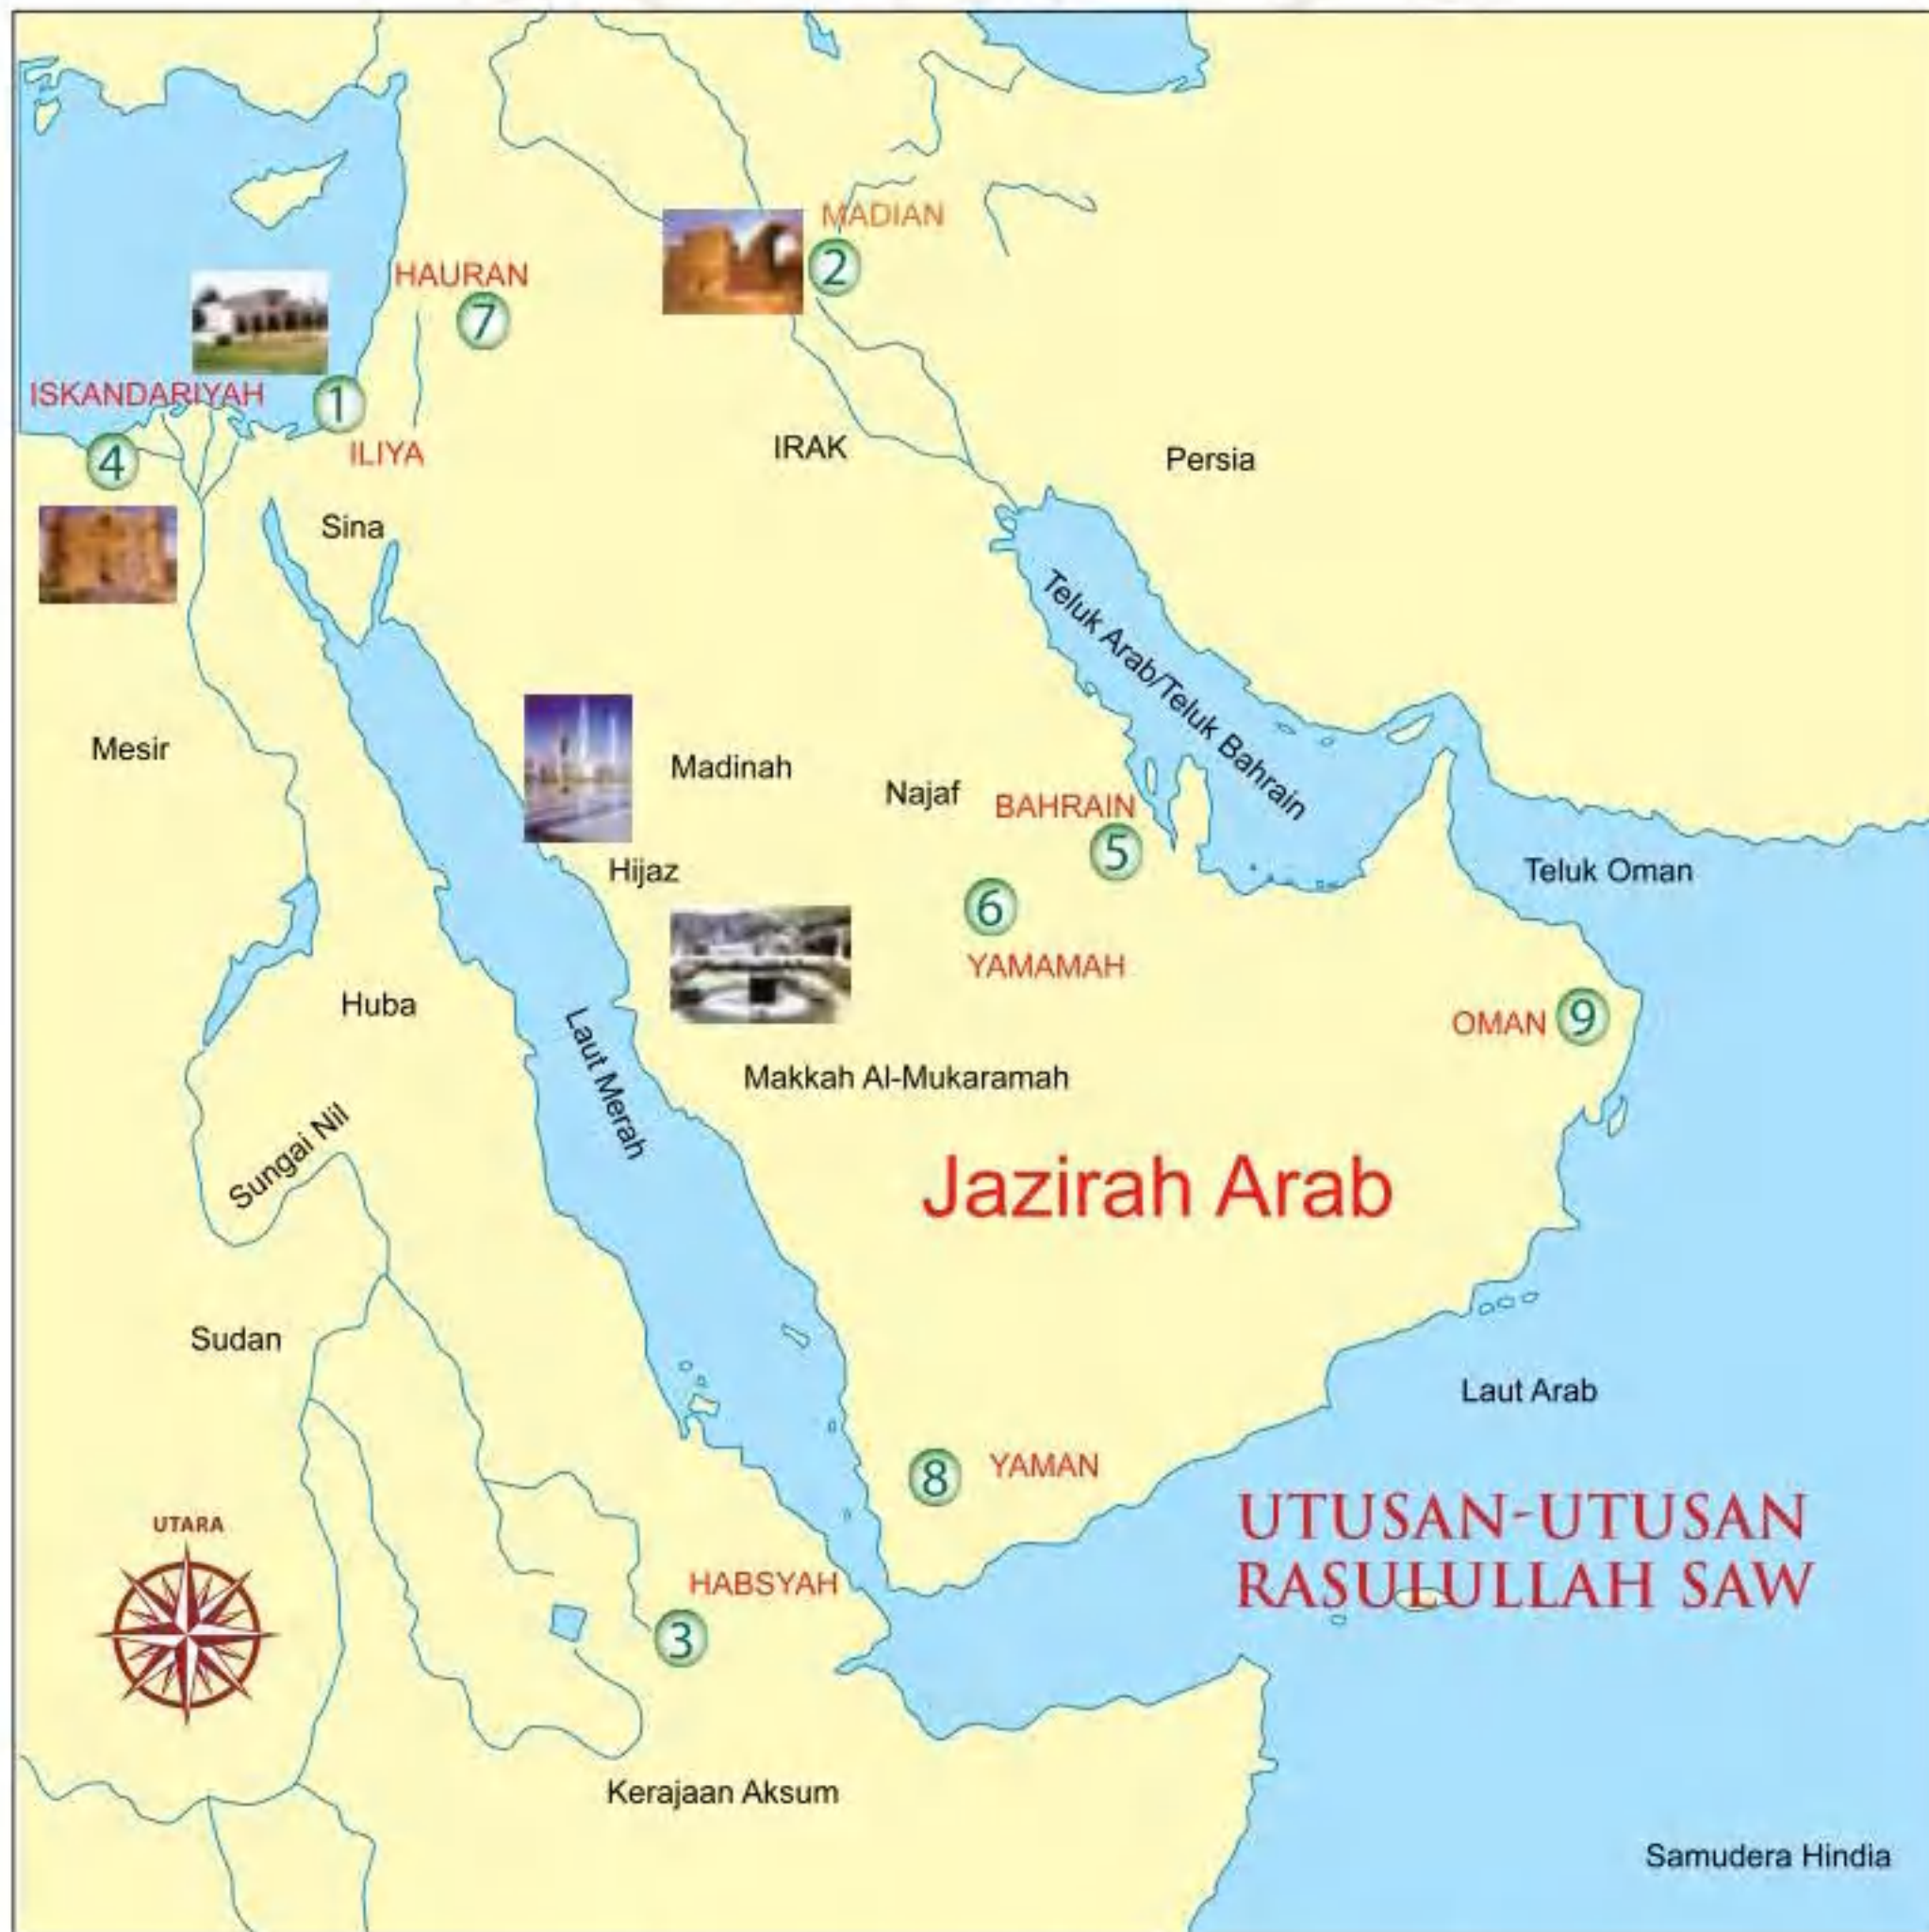 MADIAN
2
HAURAN
7
ISKANDARIYAH
1
4
ILIYA
IRAK
Persia
Sina
Teluk Arab/Teluk Bahrain
Mesir
Madinah
Najaf
BAHRAIN
5
Hijaz
Teluk Oman
6
YAMAMAH
Huba
OMAN
9
Laut Merah
Makkah Al-Mukaramah
Sungai Nil
Jazirah Arab
Sudan
Laut Arab
8
YAMAN
UTARA
UTUSAN-UTUSAN
RASULULLAH SAW
HABSYAH
3
Kerajaan Aksum
Samudera Hindia